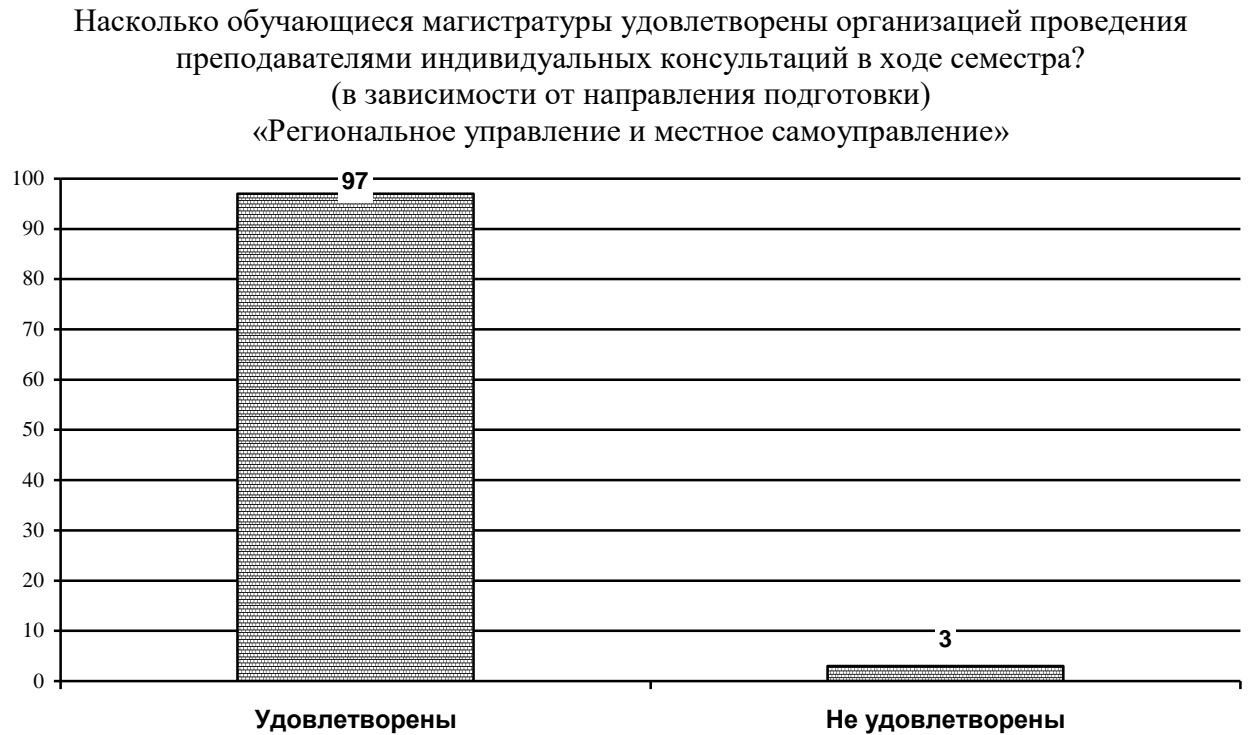 Насколько обучающиеся магистратуры удовлетворены организацией проведения
преподавателями индивидуальных консультаций в ходе семестра?
(в зависимости от направления подготовки)
«Региональное управление и местное самоуправление»
100
90
80
70
60
50
40
30
20
10
0
97
3
Удовлетворены
Не удовлетворены